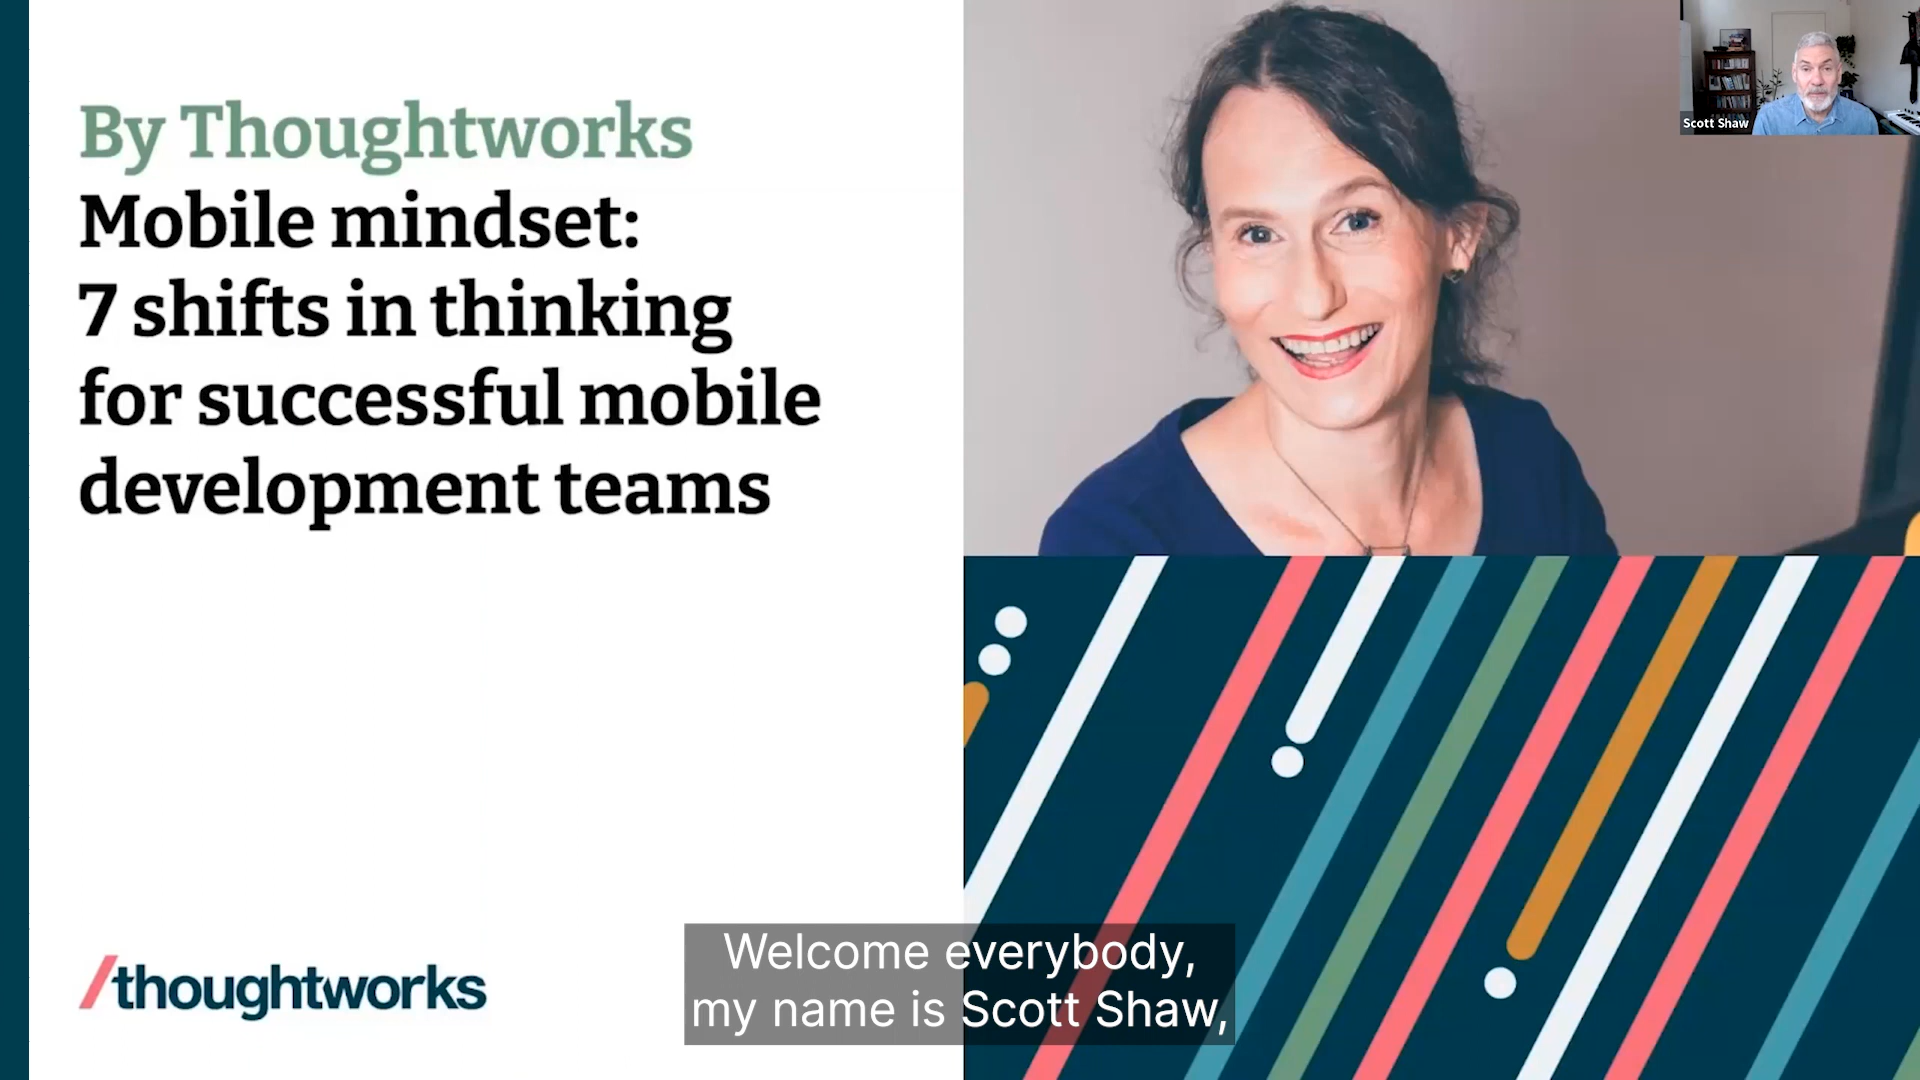 By Thoughtworks
Mobile mindset:
7 shifts in thinking
for successful mobile
development teams
Scott Shaw
/thoughtworks
Welcome everybody,
my name is Scott Shaw,